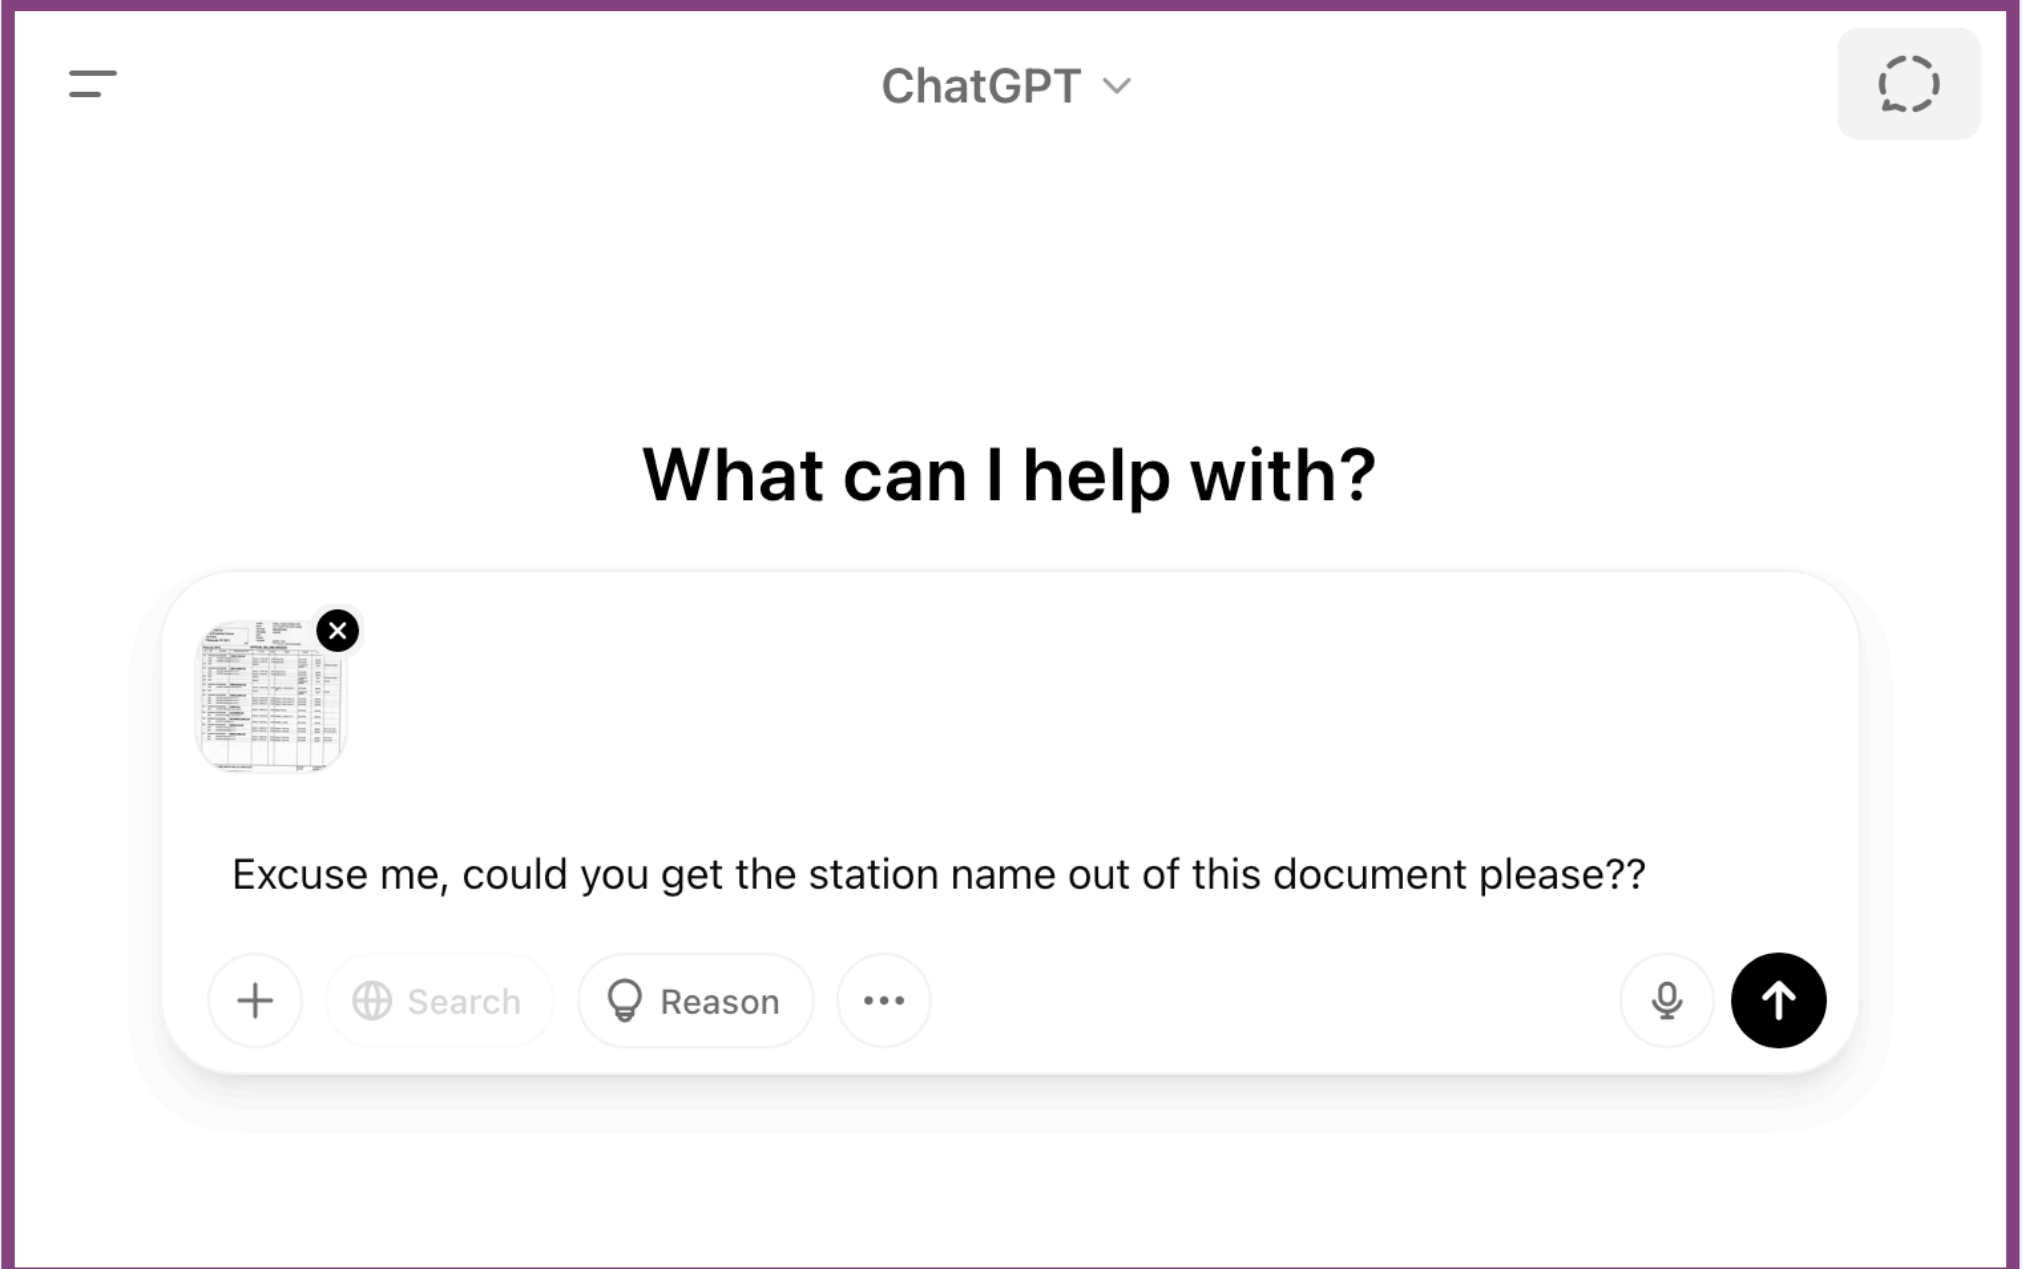 ChatGPT
What can I help with?
Excuse me, could you get the station name out of this document please??
Search
Reason